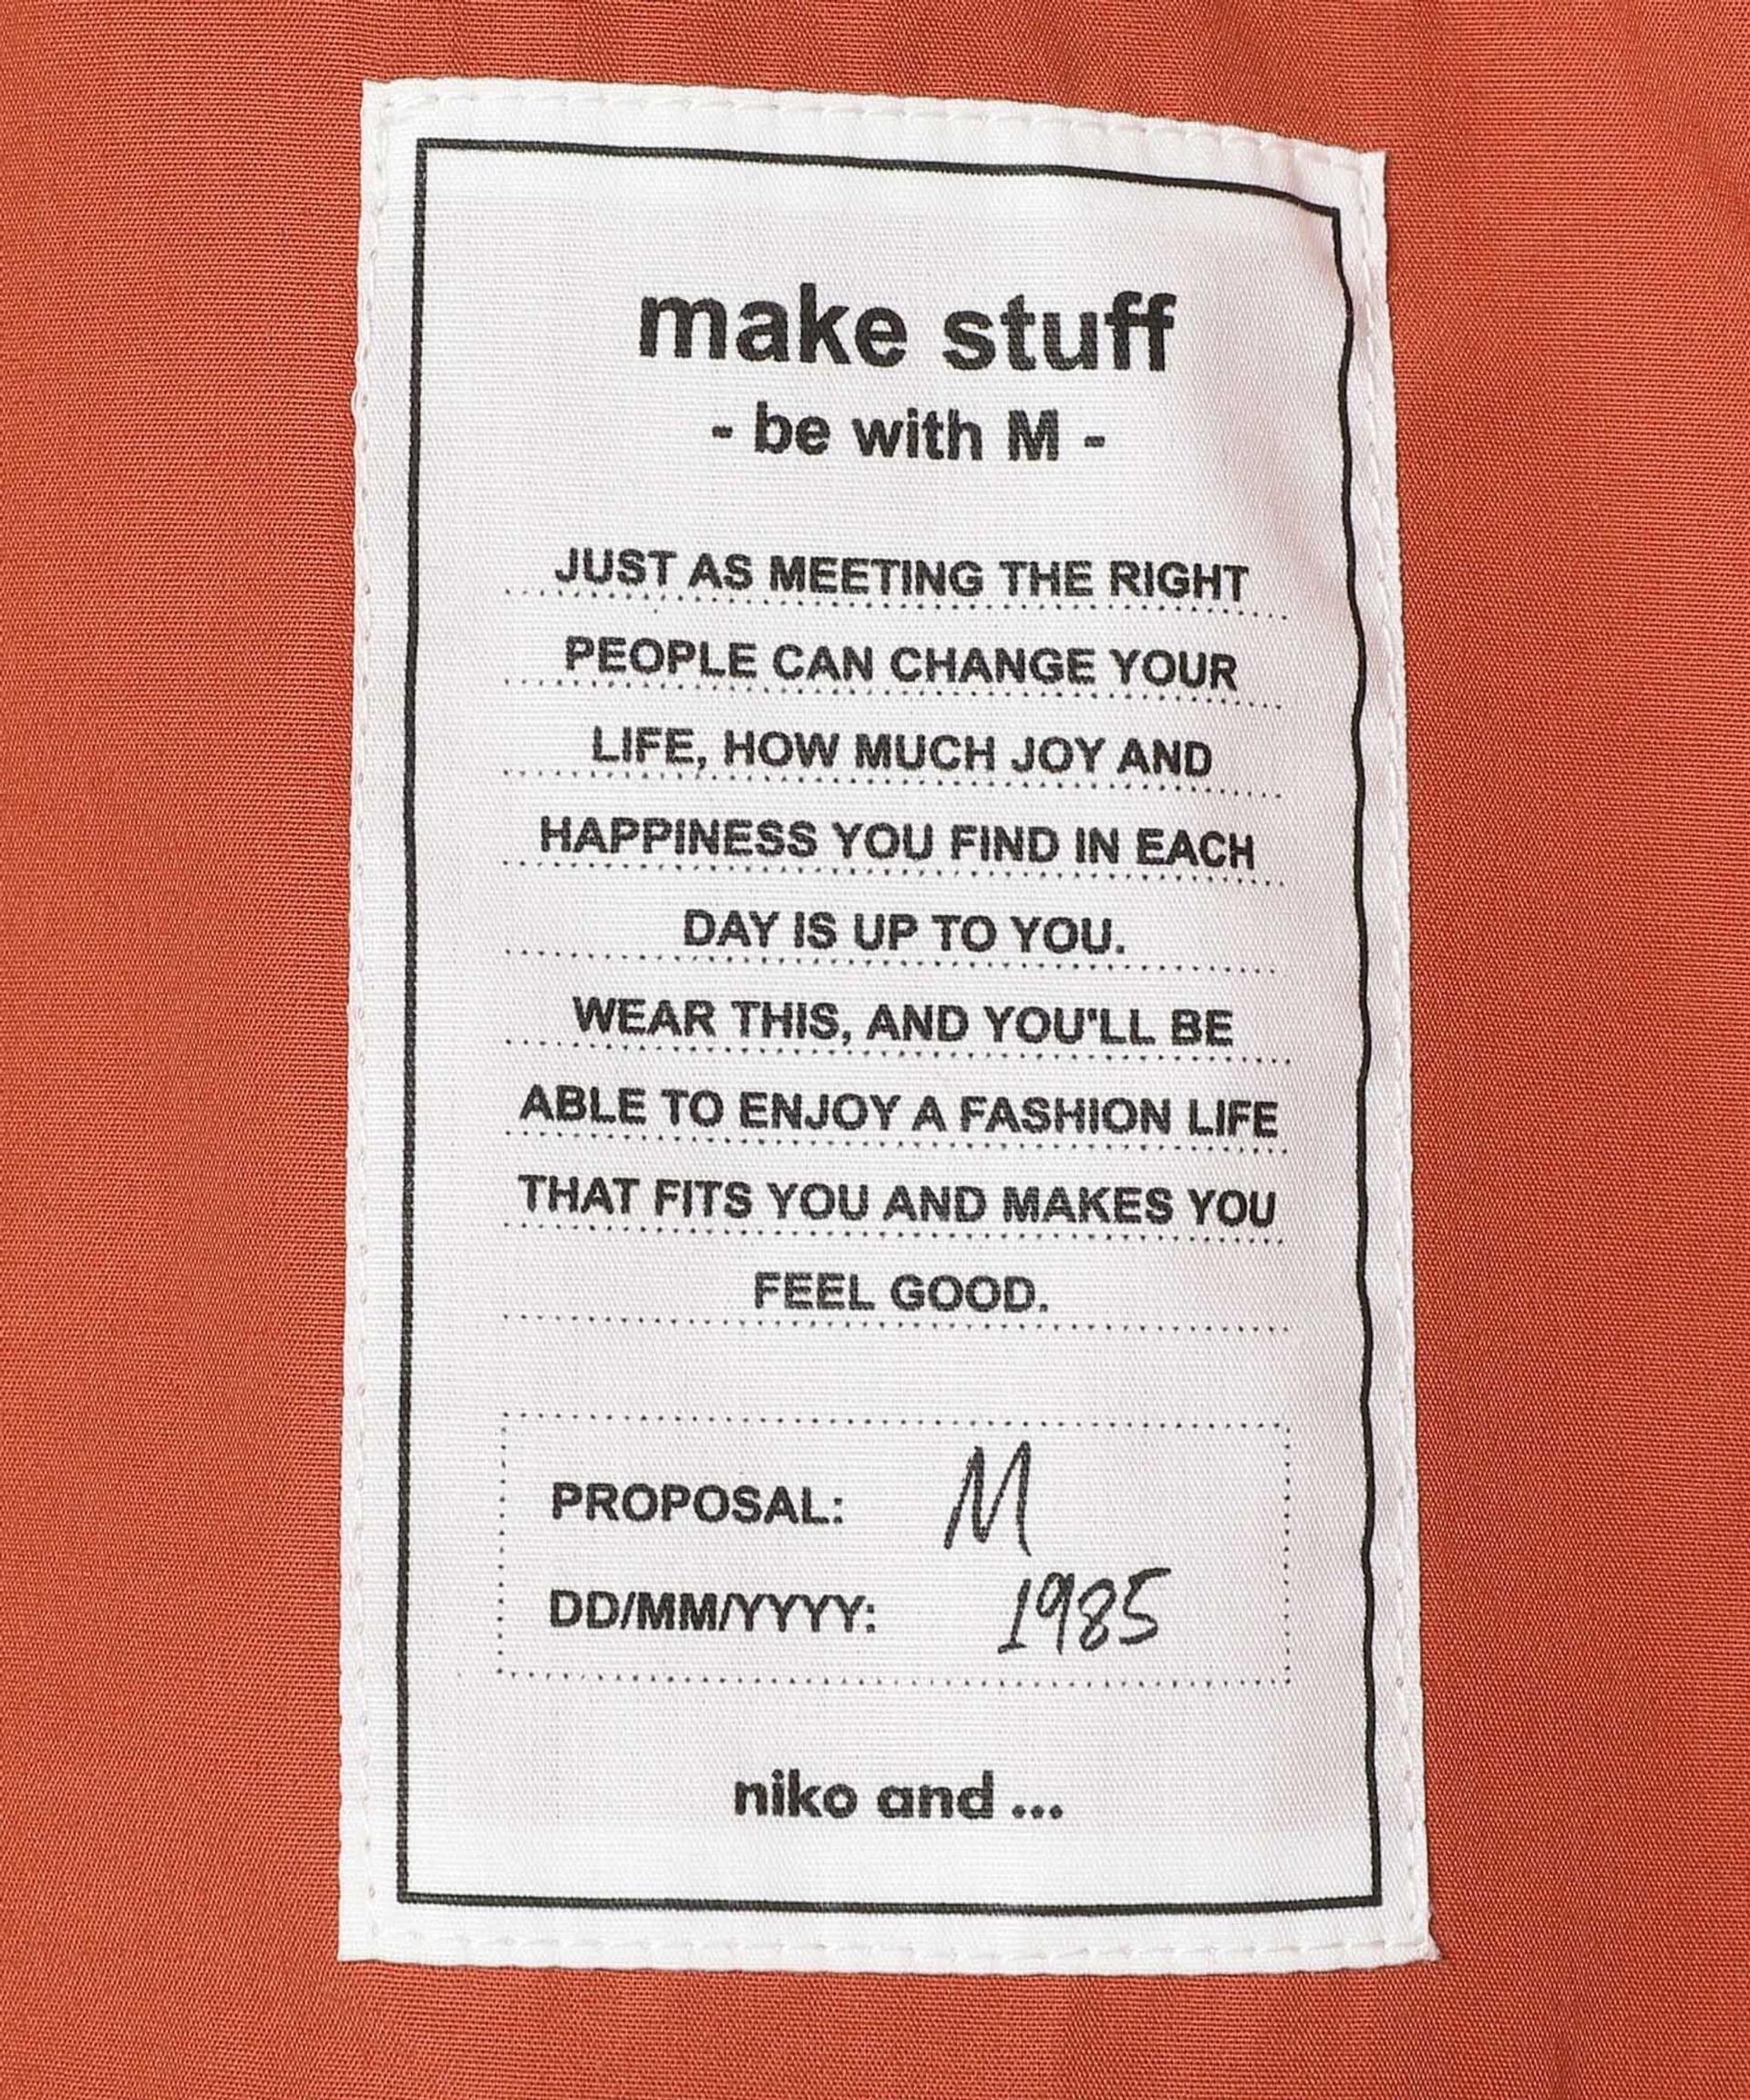 make stuff
- be with M -
JUST AS MEETING THE RIGHT
PEOPLE CAN CHANGE YOUR
LIFE, HOW MUCH JOY AND
HAPPINESS YOU FIND IN EACH
DAY IS UP TO YOU.
WEAR THIS, AND YOU'LL BE
ABLE TO ENJOY A FASHION LIFE
THAT FITS YOU AND MAKES YOU
FEEL GOOD.
PROPOSAL: M
DD/MM/YYYY: 1985
niko and ...